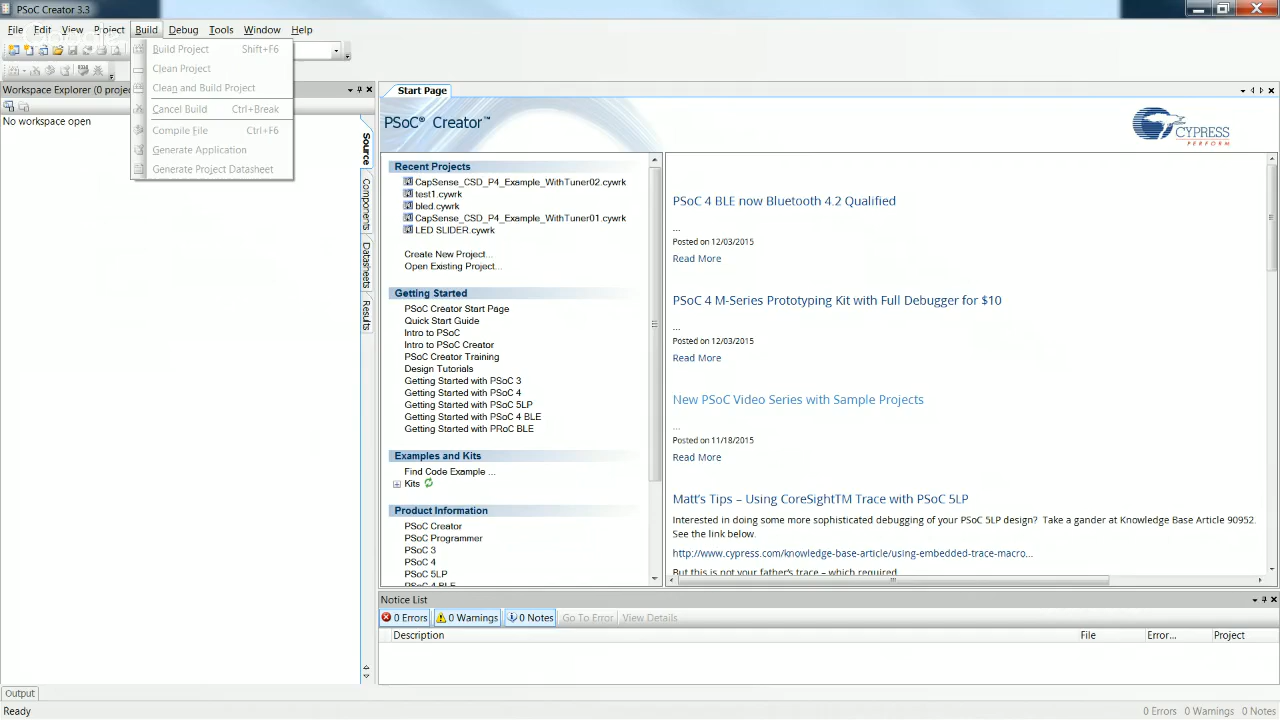 PSoC Creator 3.3
File Edit View Project Build Debug Tools Window Help
Build Project Shift+F6
Clean Project
Clean and Build Project
Cancel Build Ctrl+Break
Compile File Ctrl+F6
Generate Application
Generate Project Datasheet
Workspace Explorer (0 projec
No workspace open
Source
Components
Datasheets
Results
Start Page
PSoC® Creator™
CYPRESS
PERFORM
Recent Projects
CapSense_CSD_P4_Example_WithTuner02.cywrk
test1.cywrk
bled.cywrk
CapSense_CSD_P4_Example_WithTuner01.cywrk
LED SLIDER.cywrk
Create New Project...
Open Existing Project...
Getting Started
PSoC Creator Start Page
Quick Start Guide
Intro to PSoC
Intro to PSoC Creator
PSoC Creator Training
Design Tutorials
Getting Started with PSoC 3
Getting Started with PSoC 4
Getting Started with PSoC 5LP
Getting Started with PSoC 4 BLE
Getting Started with PRoC BLE
Examples and Kits
Find Code Example ...
Kits
Product Information
PSoC Creator
PSoC Programmer
PSoC 3
PSoC 4
PSoC 5LP
PSoC 4 BLE
PSoC 4 BLE now Bluetooth 4.2 Qualified
...
Posted on 12/03/2015
Read More
PSoC 4 M-Series Prototyping Kit with Full Debugger for $10
...
Posted on 12/03/2015
Read More
New PSoC Video Series with Sample Projects
...
Posted on 11/18/2015
Read More
Matt's Tips – Using CoreSightTM Trace with PSoC 5LP
Interested in doing some more sophisticated debugging of your PSoC 5LP design? Take a gander at Knowledge Base Article 90952.
See the link below.
http://www.cypress.com/knowledge-base-article/using-embedded-trace-macro...
But this is not your father's trace – which required
Notice List
0 Errors 0 Warnings 0 Notes Go To Error View Details
Description File Error... Project
Output
Ready 0 Errors 0 Warnings 0 Notes